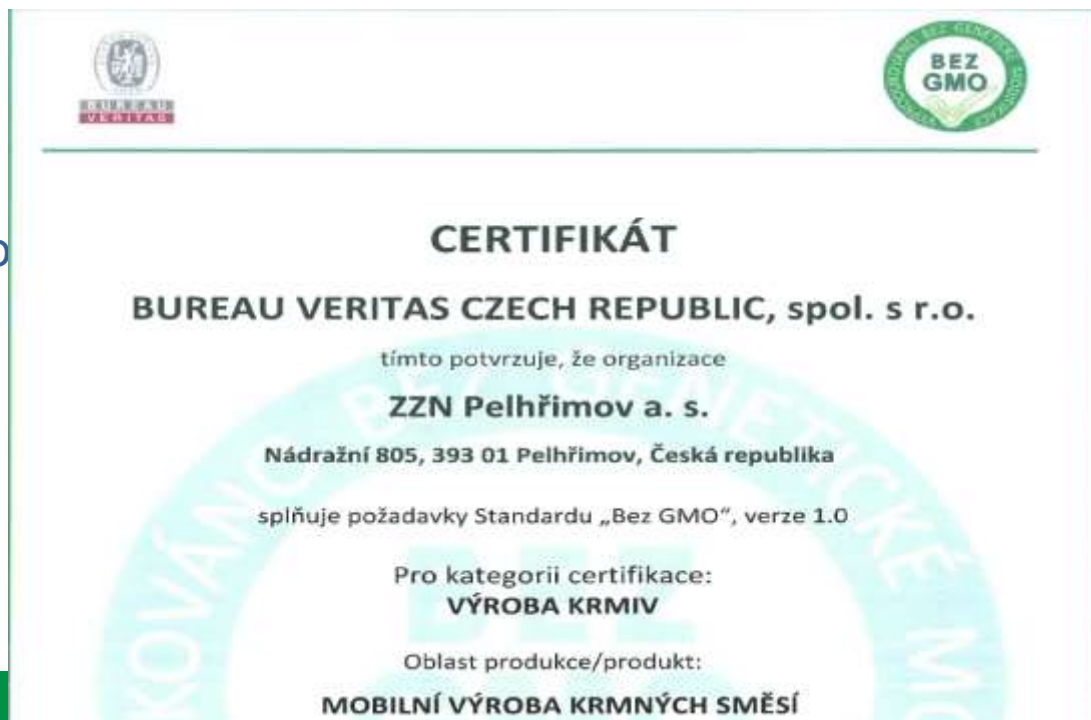 BUREAU
VERITAS
BEZ
GMO
CERTIFIKÁT
BUREAU VERITAS CZECH REPUBLIC, spol. s r.o.
tímto potvrzuje, že organizace
ZZN Pelhřimov a. s.
Nádražní 805, 393 01 Pelhřimov, Česká republika
splňuje požadavky Standardu „Bez GMO“, verze 1.0
Pro kategorii certifikace:
VÝROBA KRMIV
Oblast produkce/produkt:
MOBILNÍ VÝROBA KRMNÝCH SMĚSÍ